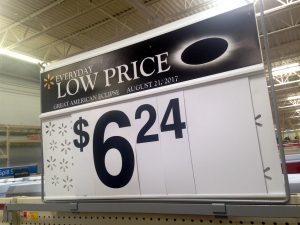 EVERYDAY
LOW PRICE
GREAT AMERICAN ECLIPSE AUGUST 21, 2017
$6 24